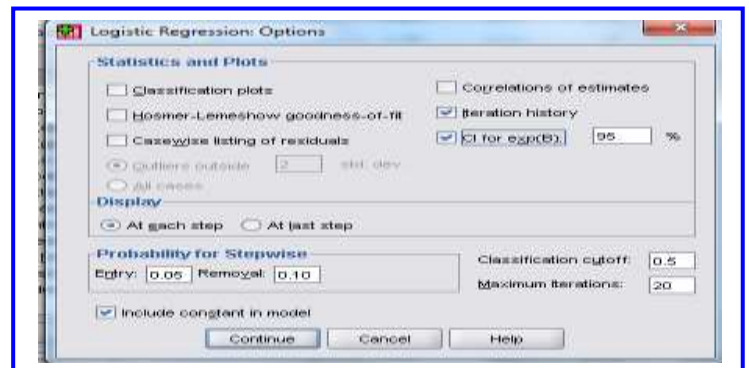 Logistic Regression: Options
Statistics and Plots
Classification plots
Hosmer-Lemeshow goodness-of-fit
Casewise listing of residuals
Outliers outside 2 std. dev.
All cases
Correlations of estimates
Iteration history
CI for exp(B): 95 %
Display
At each step At last step
Probability for Stepwise
Entry: 0.05 Removal: 0.10
Classification cutoff: 0.5
Maximum Iterations: 20
Include constant in model
Continue Cancel Help